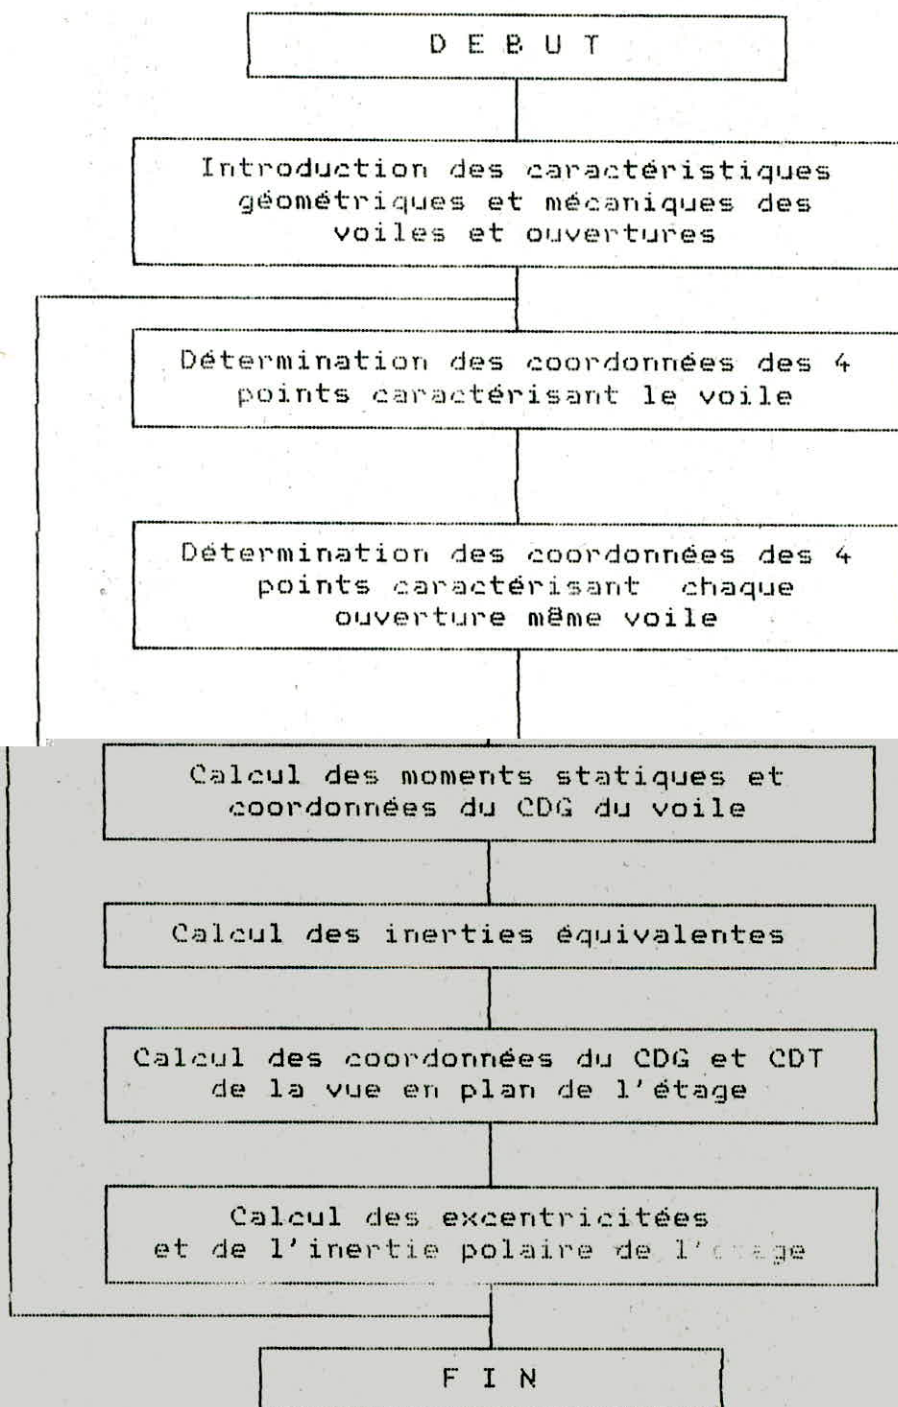 D E B U T
Introduction des caractéristiques
géométriques et mécaniques des
voiles et ouvertures
Détermination des coordonnées des 4
points caractérisant le voile
Détermination des coordonnées des 4
points caractérisant chaque
ouverture même voile
Calcul des moments statiques et
coordonnées du CDG du voile
Calcul des inerties équivalentes
Calcul des coordonnées du CDG et CDT
de la vue en plan de l'étage
Calcul des excentricitées
et de l'inertie polaire de
F I N